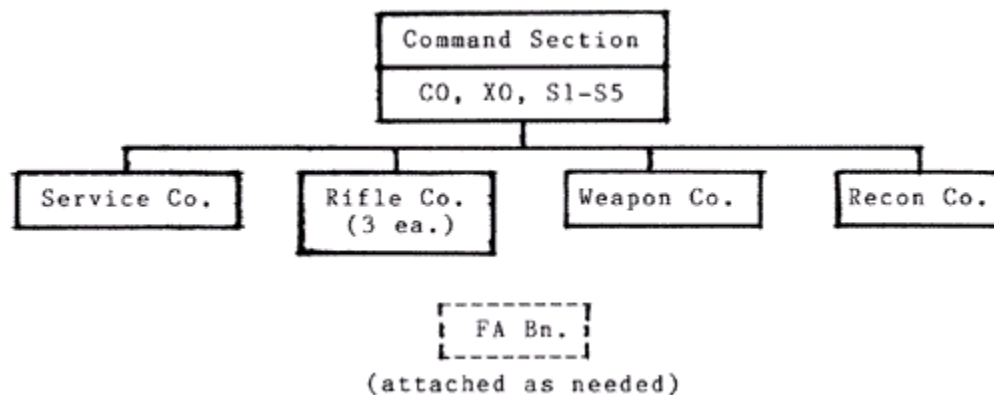 Command Section
CO, XO, S1-S5
Service Co.
Rifle Co.
(3 ea.)
Weapon Co.
Recon Co.
FA Bn.
(attached as needed)